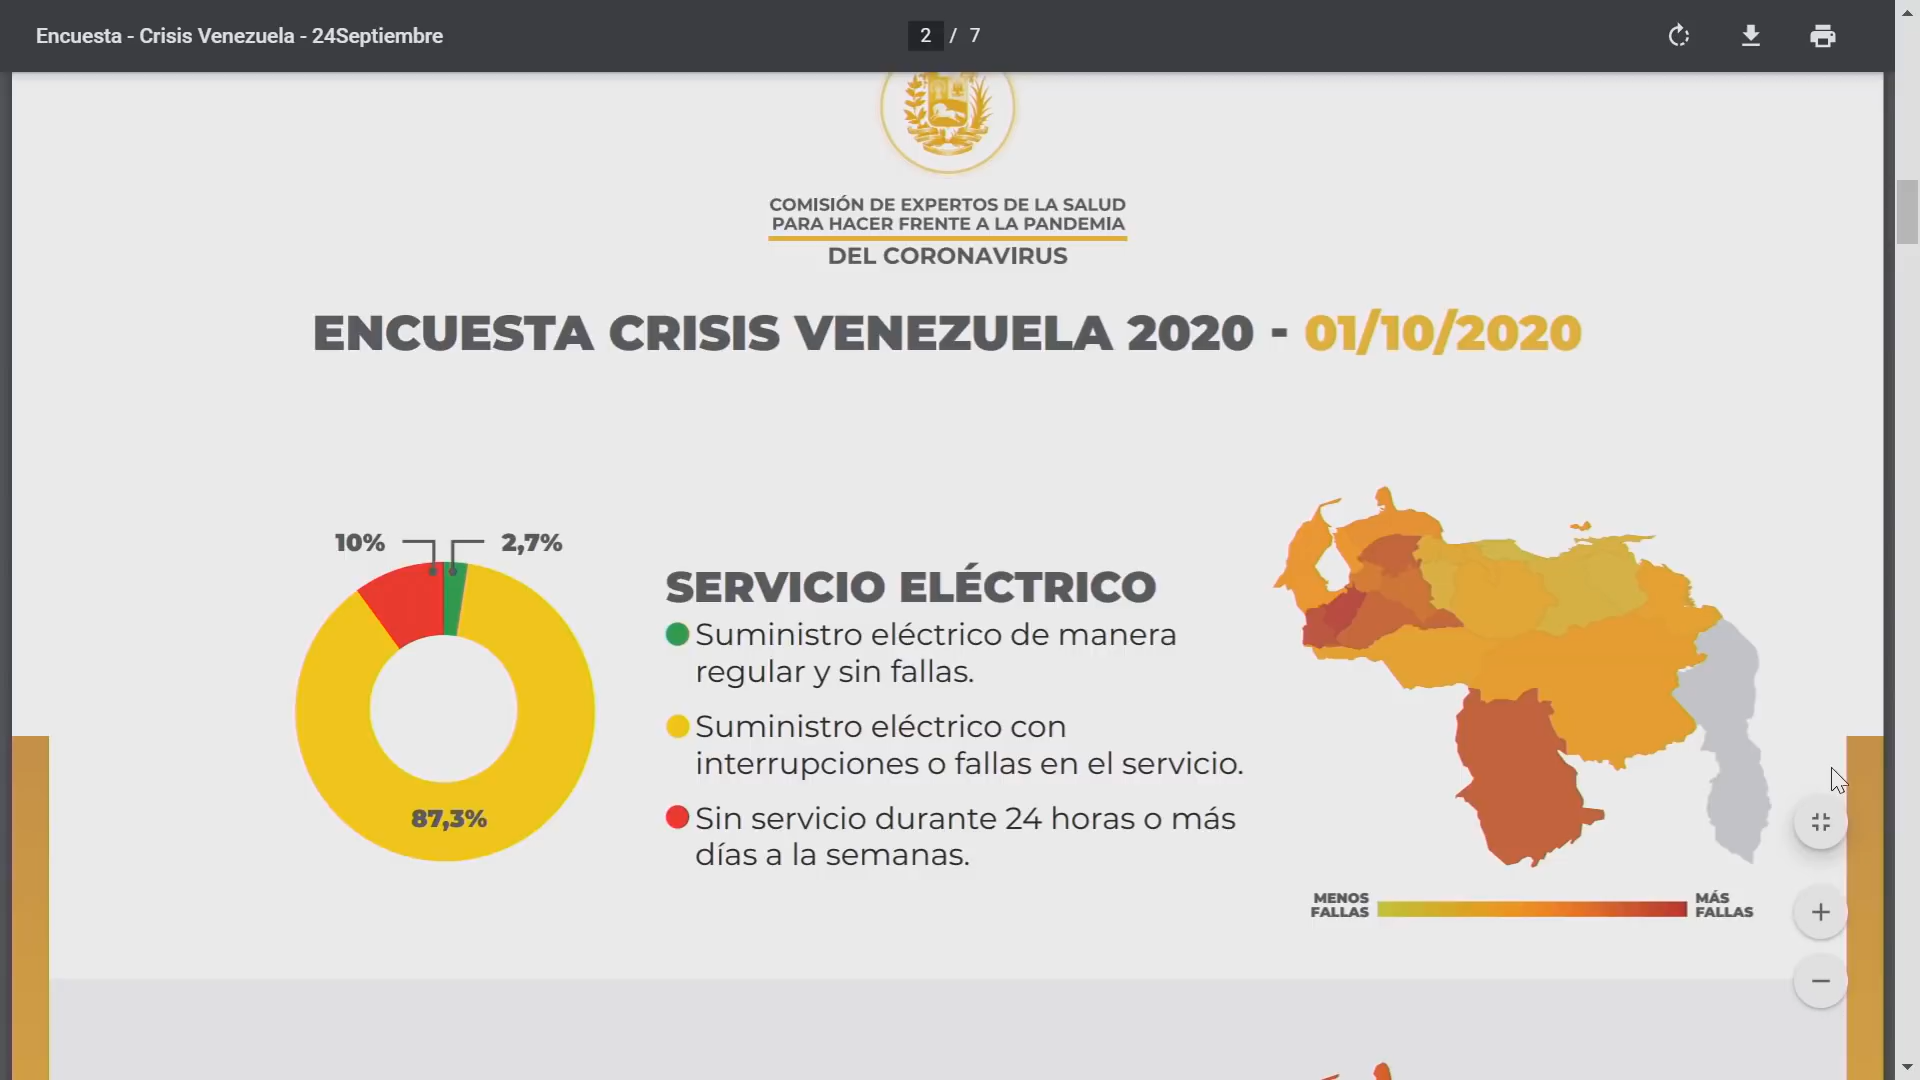 Encuesta - Crisis Venezuela - 24Septiembre
2 / 7
COMISIÓN DE EXPERTOS DE LA SALUD
PARA HACER FRENTE A LA PANDEMIA
DEL CORONAVIRUS
ENCUESTA CRISIS VENEZUELA 2020 - 01/10/2020
10%
2,7%
87,3%
SERVICIO ELÉCTRICO
Suministro eléctrico de manera
regular y sin fallas.
Suministro eléctrico con
interrupciones o fallas en el servicio.
Sin servicio durante 24 horas o más
días a la semanas.
MENOS
FALLAS
MÁS
FALLAS